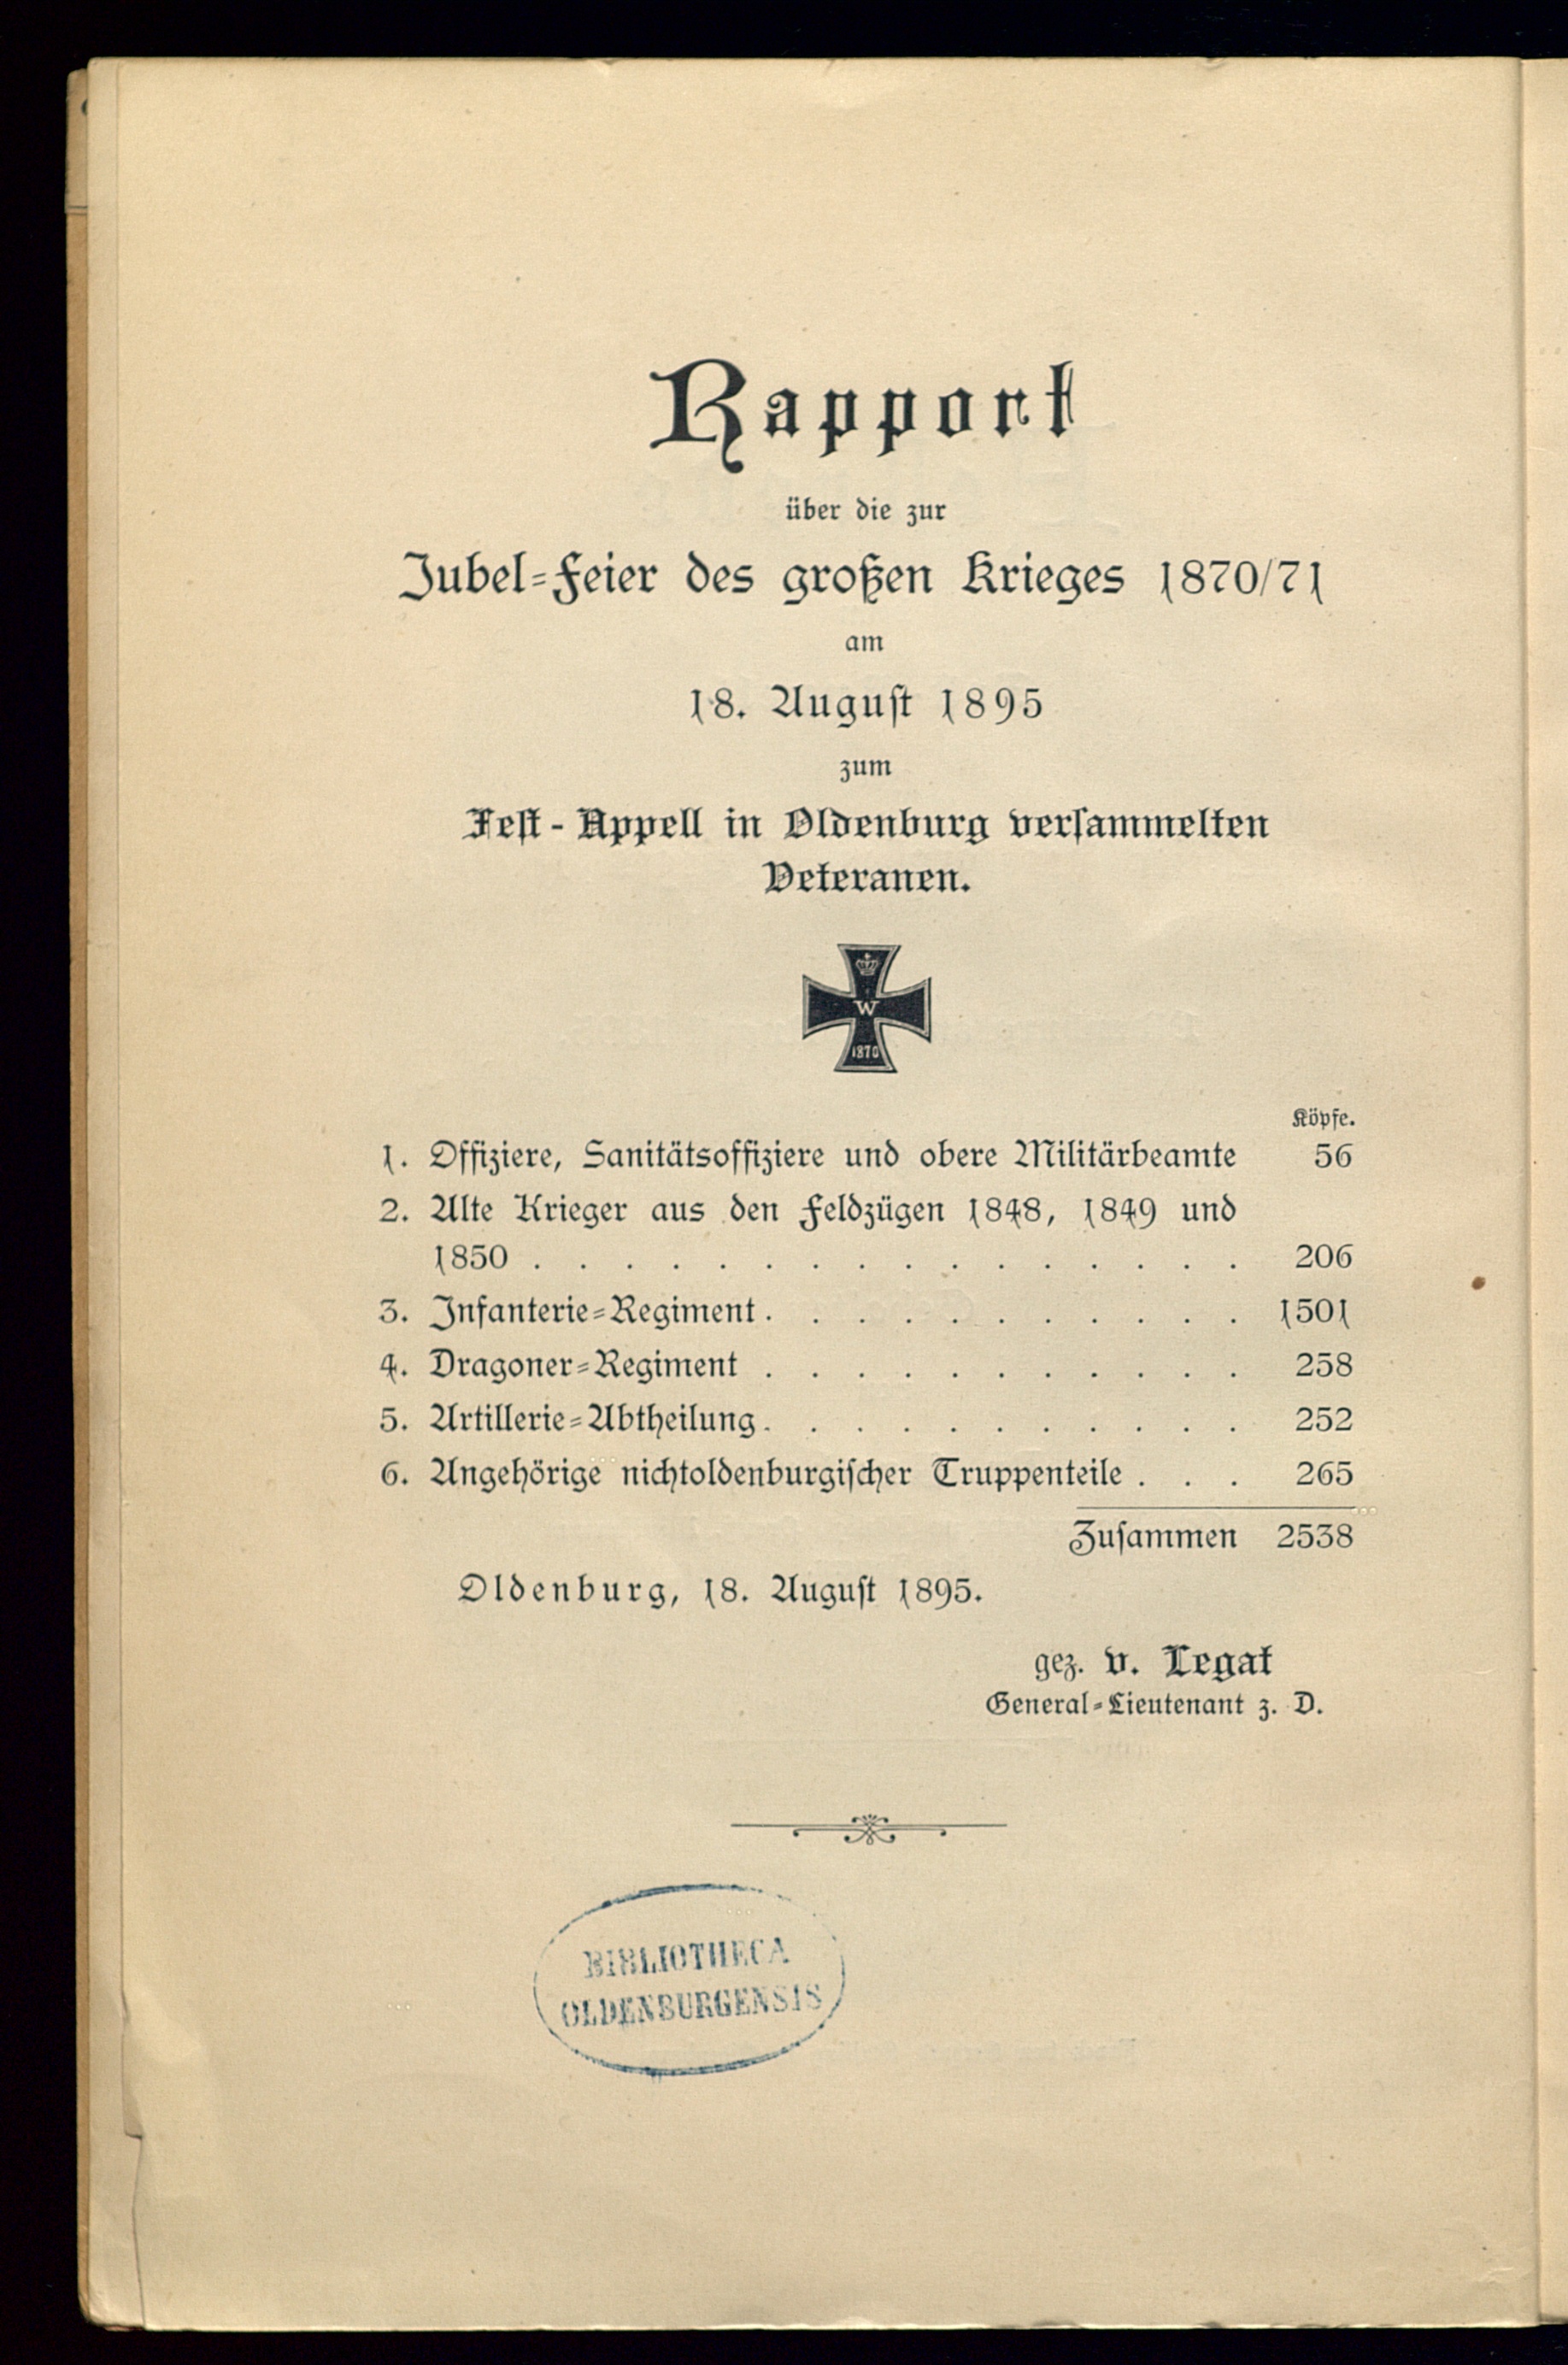 Rapport
über die zur
Jubel-Feier des großen Krieges 1870/71
am
18. August 1895
zum
Fest-Appell in Oldenburg versammelten
Veteranen.
W
1870
Köpfe.
1. Offiziere, Sanitätsoffiziere und obere Militärbeamte 56
2. Alte Krieger aus den Feldzügen 1848, 1849 und
1850 . . . . . . . . . . . . . . . . 206
3. Infanterie-Regiment . . . . . . . . . . . 1501
4. Dragoner-Regiment . . . . . . . . . . . 258
5. Artillerie-Abtheilung . . . . . . . . . . . 252
6. Angehörige nichtoldenburgischer Truppenteile . . . 265
Zusammen 2538
Oldenburg, 18. August 1895.
gez. v. Legat
General-Lieutenant z. D.
BIBLIOTHECA
OLDENBURGENSIS